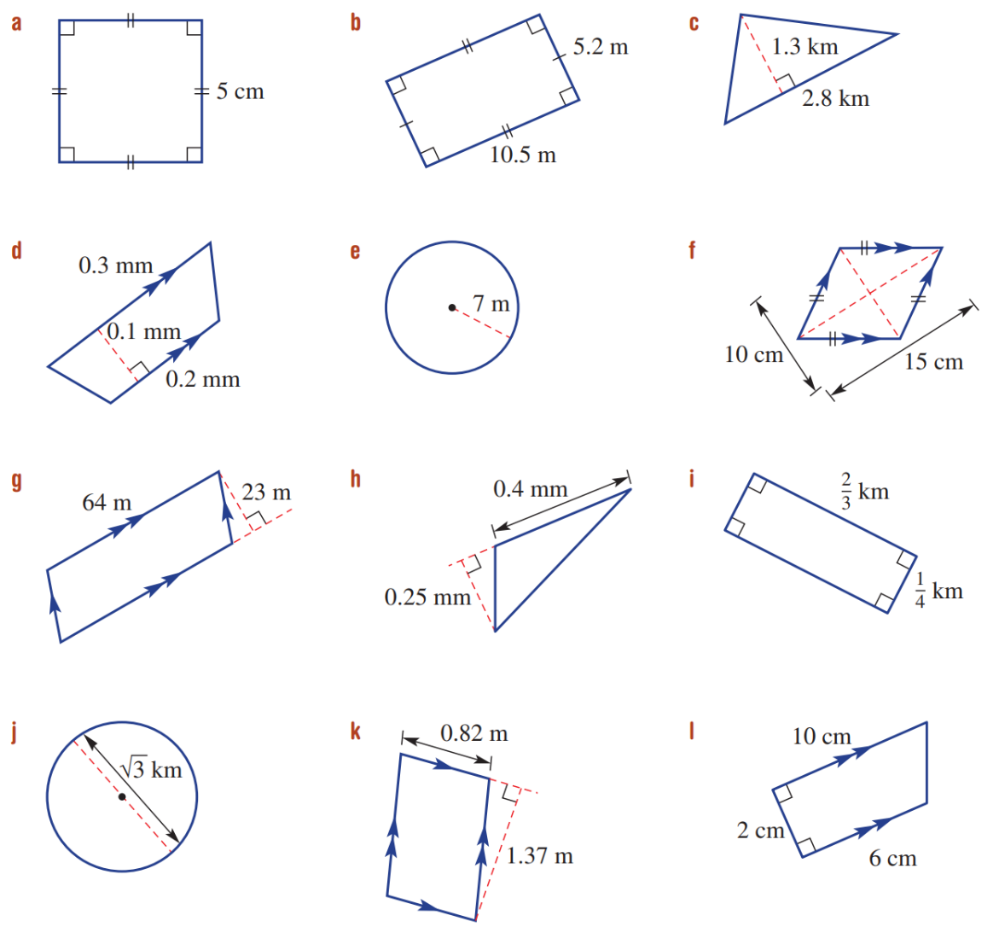 a
5 cm
b
5.2 m
10.5 m
c
1.3 km
2.8 km
d
0.3 mm
0.1 mm
0.2 mm
e
7 m
f
10 cm
15 cm
g
64 m
23 m
h
0.4 mm
0.25 mm
i
2/3 km
1/4 km
j
√3 km
k
0.82 m
1.37 m
l
10 cm
2 cm
6 cm